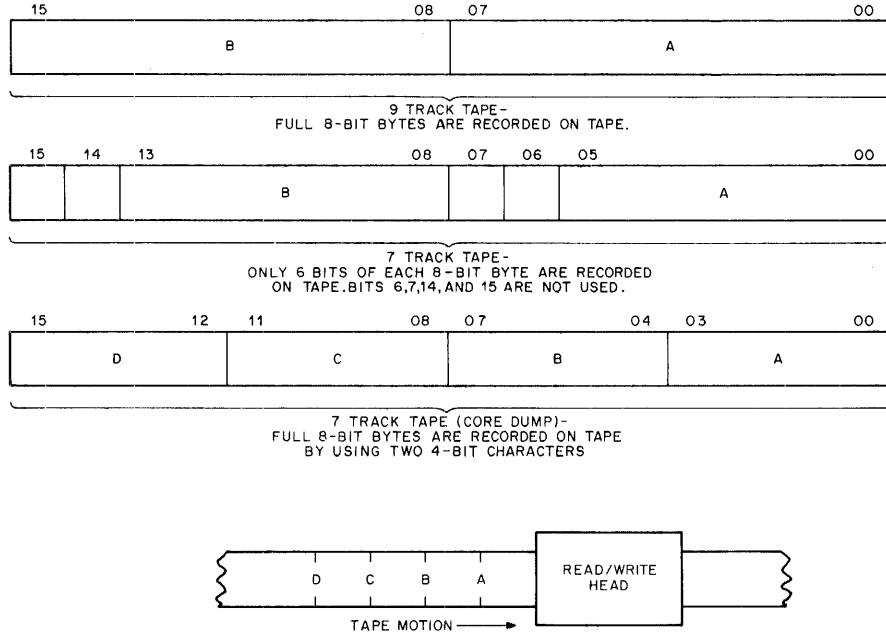 15 08 07 00
B A
9 TRACK TAPE-
FULL 8-BIT BYTES ARE RECORDED ON TAPE.
15 14 13 08 07 06 05 00
B A
7 TRACK TAPE-
ONLY 6 BITS OF EACH 8-BIT BYTE ARE RECORDED
ON TAPE.BITS 6,7,14,AND 15 ARE NOT USED.
15 12 11 08 07 04 03 00
D C B A
7 TRACK TAPE (CORE DUMP)-
FULL 8-BIT BYTES ARE RECORDED ON TAPE
BY USING TWO 4-BIT CHARACTERS
READ/WRITE
HEAD
D C B A
TAPE MOTION